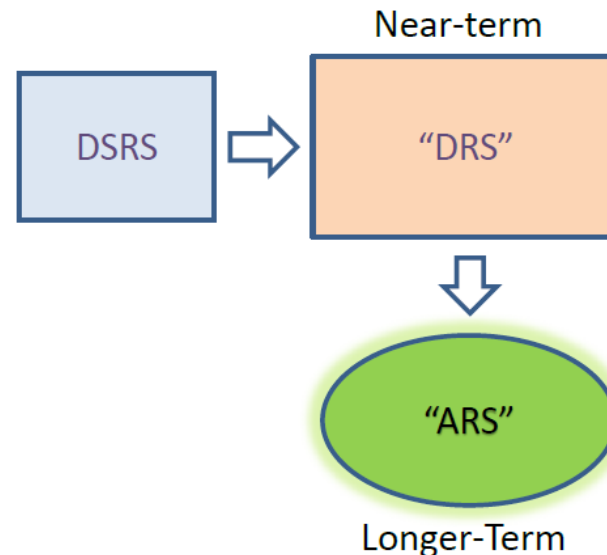 Near-term
DSRS
“DRS”
“ARS”
Longer-Term